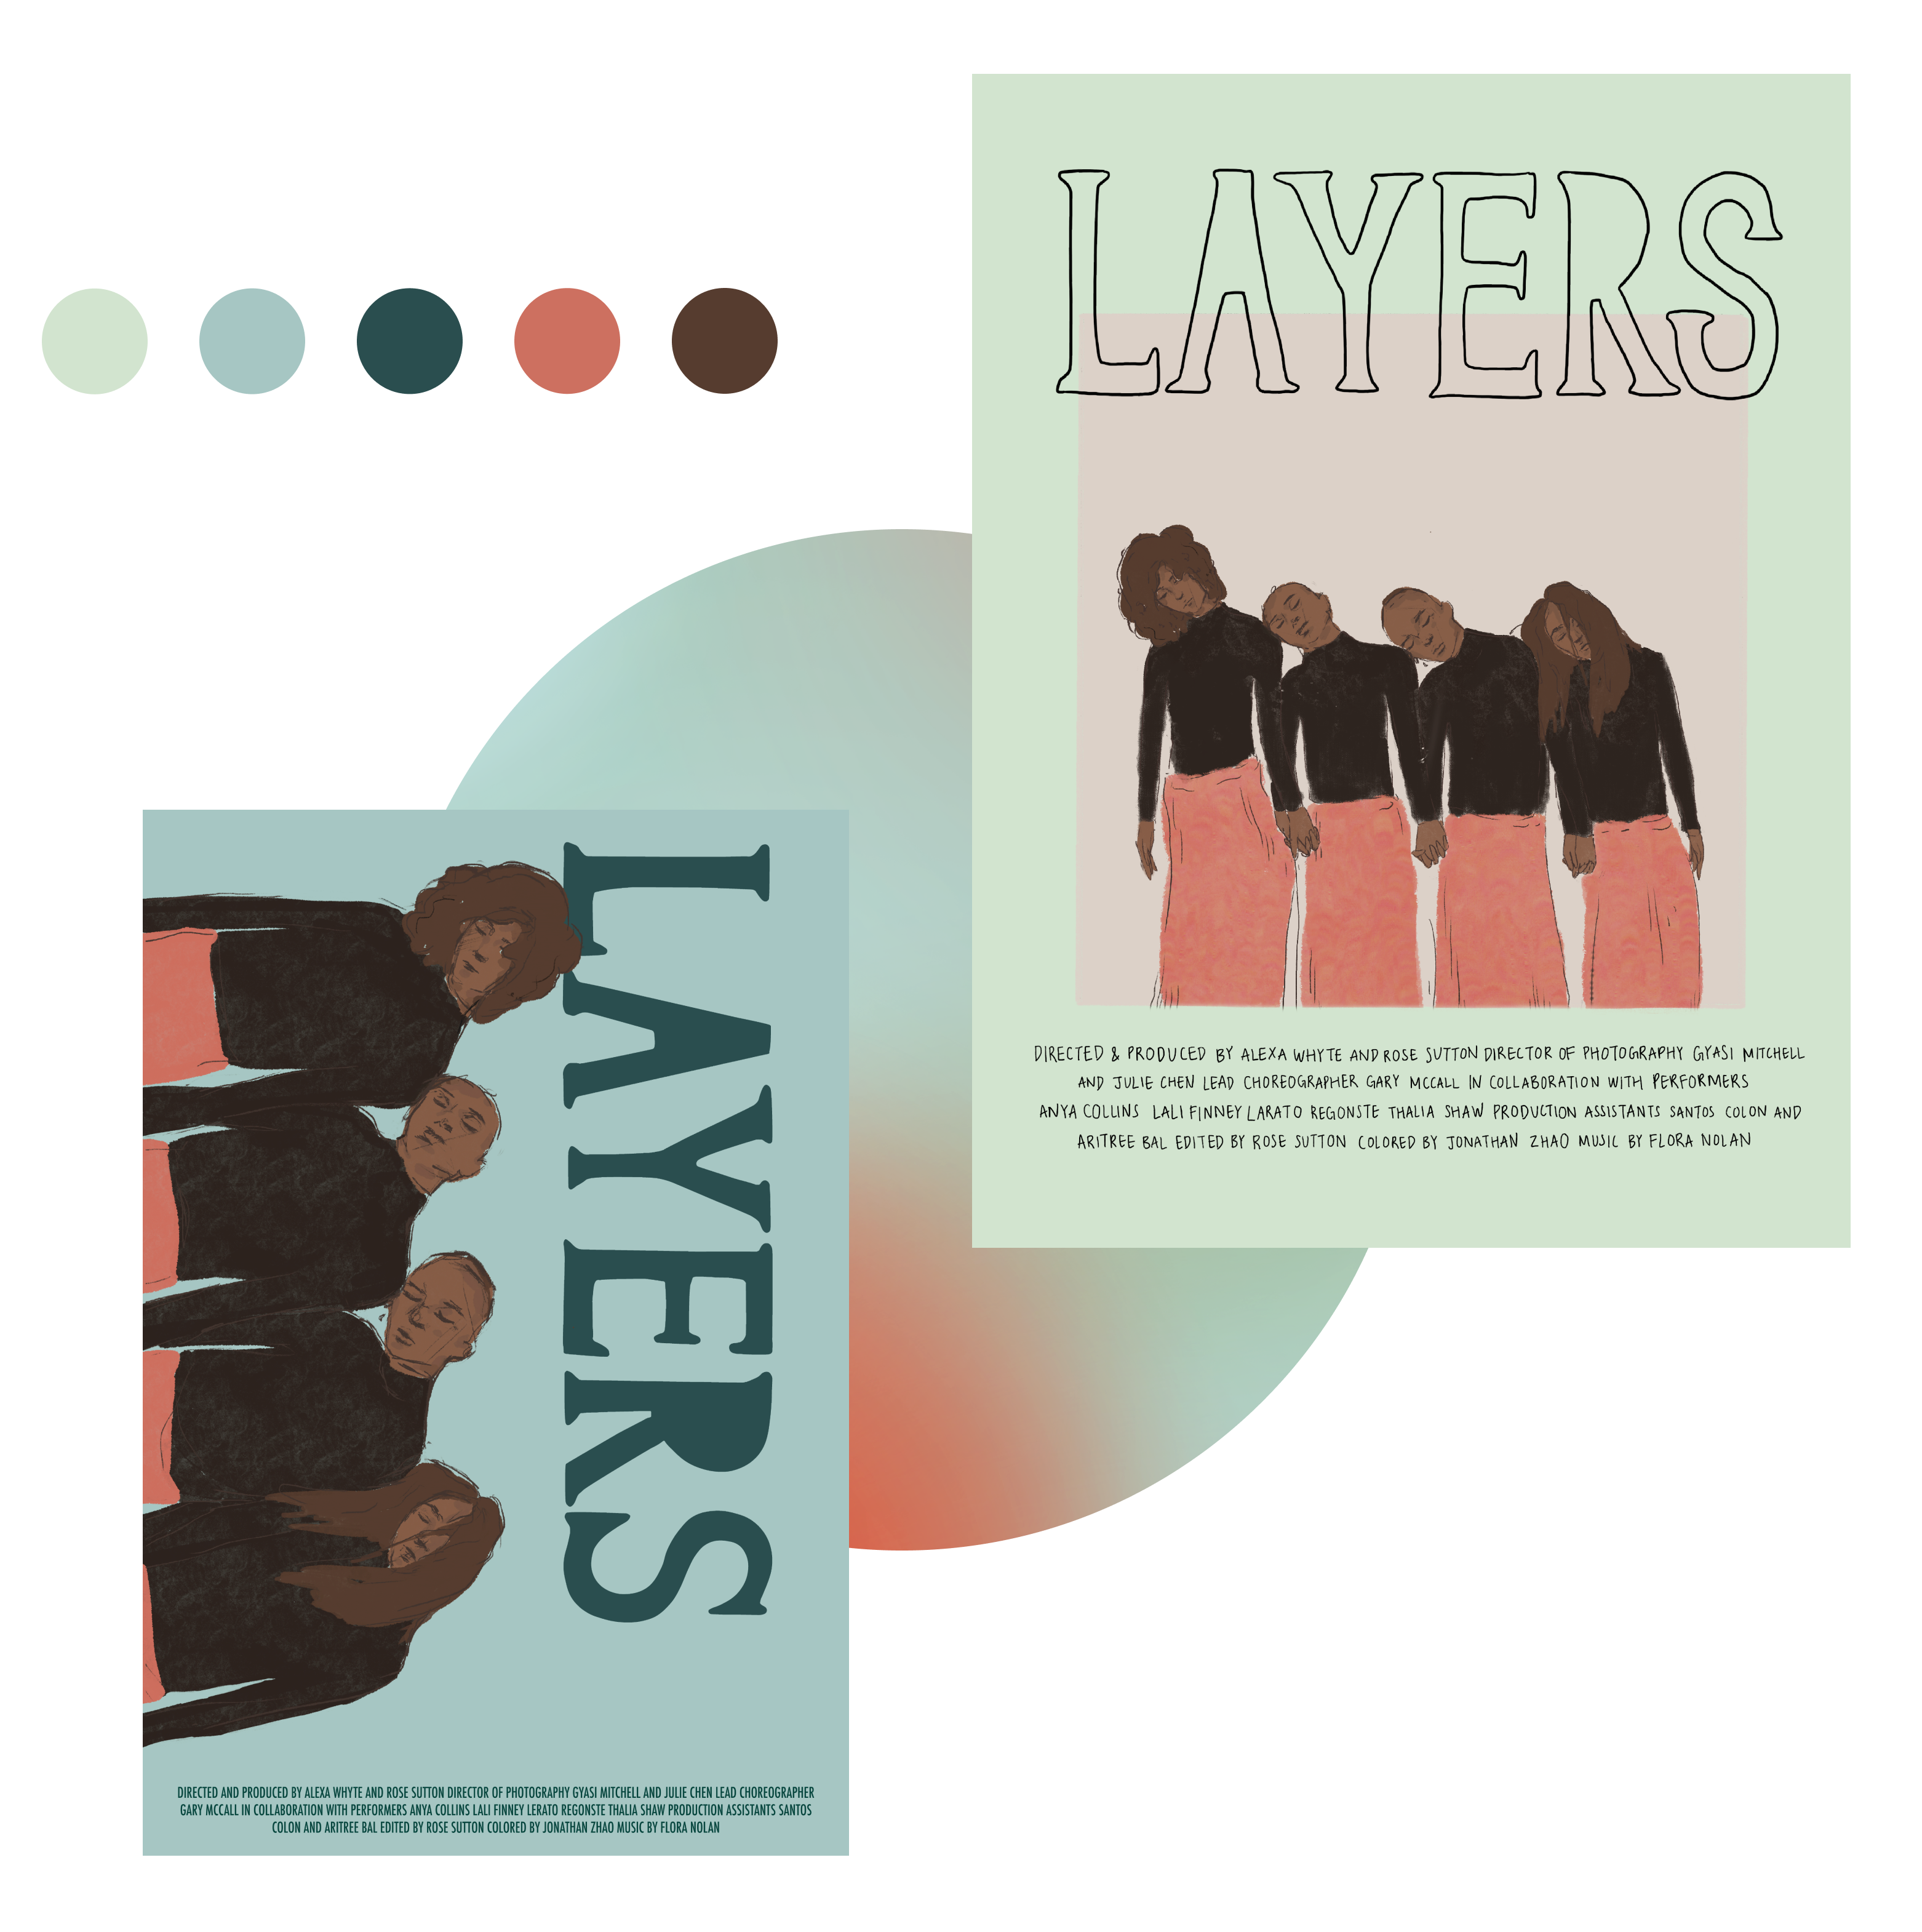 LAYERS
DIRECTED & PRODUCED BY ALEXA WHYTE AND ROSE SUTTON DIRECTOR OF PHOTOGRAPHY GYASI MITCHELL
AND JULIE CHEN LEAD CHOREOGRAPHER GARY MCCALL IN COLLABORATION WITH PERFORMERS
ANYA COLLINS LALI FINNEY LARATO REGONSTE THALIA SHAW PRODUCTION ASSISTANTS SANTOS COLON AND
ARITREE BAL EDITED BY ROSE SUTTON COLORED BY JONATHAN ZHAO MUSIC BY FLORA NOLAN
LAYERS
DIRECTED AND PRODUCED BY ALEXA WHYTE AND ROSE SUTTON DIRECTOR OF PHOTOGRAPHY GYASI MITCHELL AND JULIE CHEN LEAD CHOREOGRAPHER
GARY MCCALL IN COLLABORATION WITH PERFORMERS ANYA COLLINS LALI FINNEY LERATO REGONSTE THALIA SHAW PRODUCTION ASSISTANTS SANTOS
COLON AND ARITREE BAL EDITED BY ROSE SUTTON COLORED BY JONATHAN ZHAO MUSIC BY FLORA NOLAN